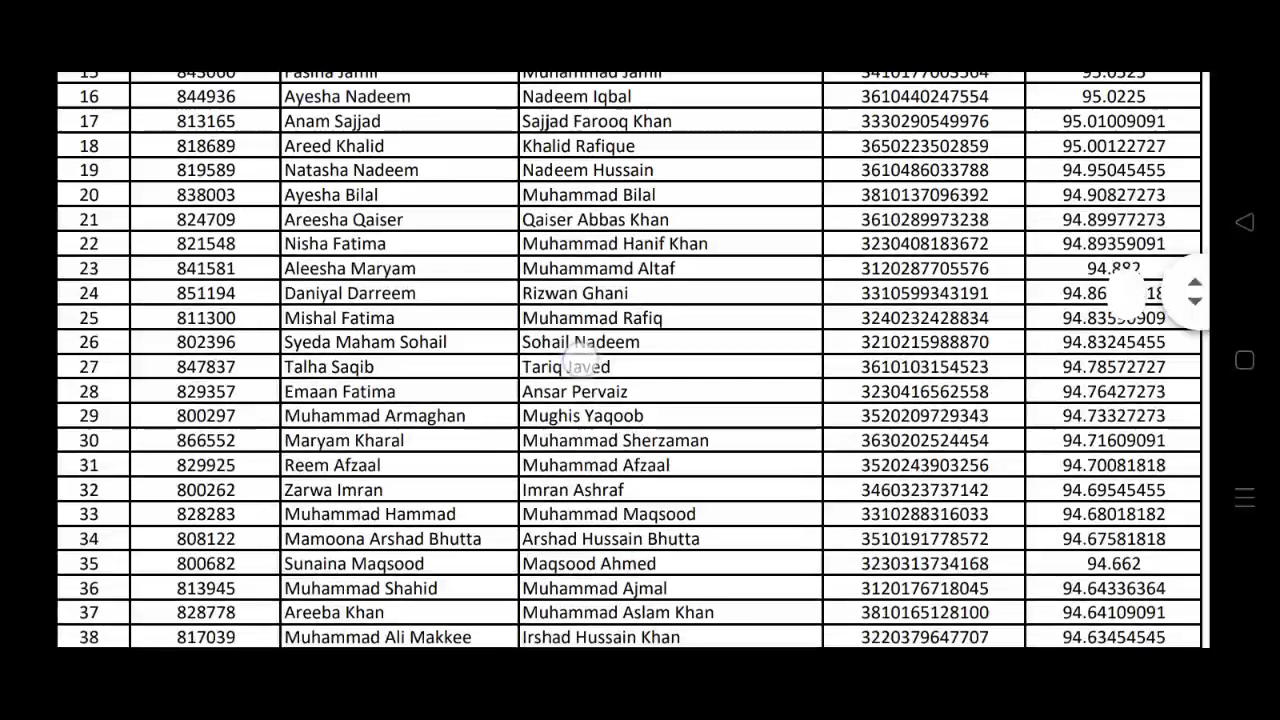 16 844936 Ayesha Nadeem Nadeem Iqbal 3610440247554 95.0225
17 813165 Anam Sajjad Sajjad Farooq Khan 3330290549976 95.01009091
18 818689 Areed Khalid Khalid Rafique 3650223502859 95.00122727
19 819589 Natasha Nadeem Nadeem Hussain 3610486033788 94.95045455
20 838003 Ayesha Bilal Muhammad Bilal 3810137096392 94.90827273
21 824709 Areesha Qaiser Qaiser Abbas Khan 3610289973238 94.89977273
22 821548 Nisha Fatima Muhammad Hanif Khan 3230408183672 94.89359091
23 841581 Aleesha Maryam Muhammamd Altaf 3120287705576 94.882
24 851194 Daniyal Darreem Rizwan Ghani 3310599343191
25 811300 Mishal Fatima Muhammad Rafiq 3240232428834
26 802396 Syeda Maham Sohail Sohail Nadeem 3210215988870 94.83245455
27 847837 Talha Saqib Tariq Javed 3610103154523 94.78572727
28 829357 Emaan Fatima Ansar Pervaiz 3230416562558 94.76427273
29 800297 Muhammad Armaghan Mughis Yaqoob 3520209729343 94.73327273
30 866552 Maryam Kharal Muhammad Sherzaman 3630202524454 94.71609091
31 829925 Reem Afzaal Muhammad Afzaal 3520243903256 94.70081818
32 800262 Zarwa Imran Imran Ashraf 3460323737142 94.69545455
33 828283 Muhammad Hammad Muhammad Maqsood 3310288316033 94.68018182
34 808122 Mamoona Arshad Bhutta Arshad Hussain Bhutta 3510191778572 94.67581818
35 800682 Sunaina Maqsood Maqsood Ahmed 3230313734168 94.662
36 813945 Muhammad Shahid Muhammad Ajmal 3120176718045 94.64336364
37 828778 Areeba Khan Muhammad Aslam Khan 3810165128100 94.64109091
38 817039 Muhammad Ali Makkee Irshad Hussain Khan 3220379647707 94.63454545